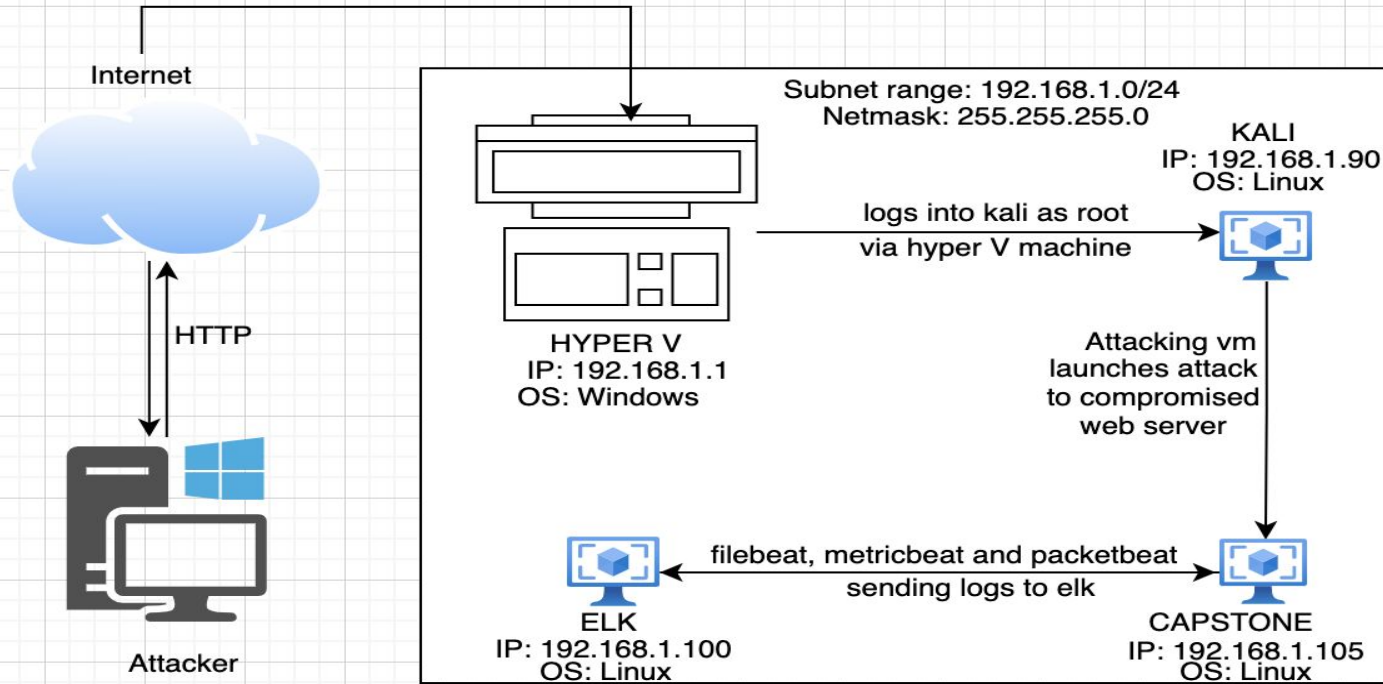 Internet
HTTP
Attacker
Subnet range: 192.168.1.0/24
Netmask: 255.255.255.0
HYPER V
IP: 192.168.1.1
OS: Windows
logs into kali as root
via hyper V machine
KALI
IP: 192.168.1.90
OS: Linux
Attacking vm
launches attack
to compromised
web server
filebeat, metricbeat and packetbeat
sending logs to elk
ELK
IP: 192.168.1.100
OS: Linux
CAPSTONE
IP: 192.168.1.105
OS: Linux